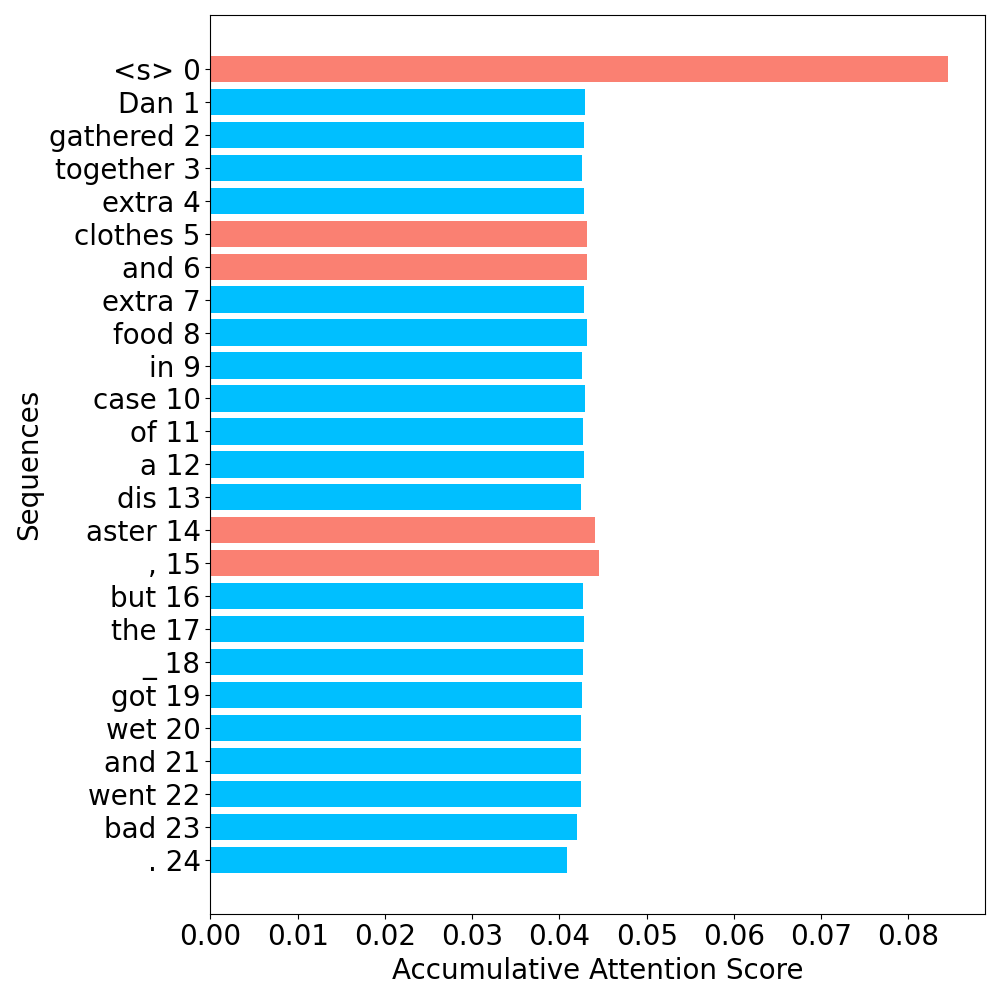 <s> 0
Dan 1
gathered 2
together 3
extra 4
clothes 5
and 6
extra 7
food 8
in 9
case 10
of 11
a 12
dis 13
aster 14
, 15
but 16
the 17
_ 18
got 19
wet 20
and 21
went 22
bad 23
. 24
Sequences
0.00 0.01 0.02 0.03 0.04 0.05 0.06 0.07 0.08
Accumulative Attention Score